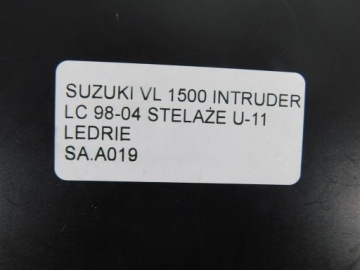 SUZUKI VL 1500 INTRUDER
LC 98-04 STELAŻE U-11
LEDRIE
SA.A019